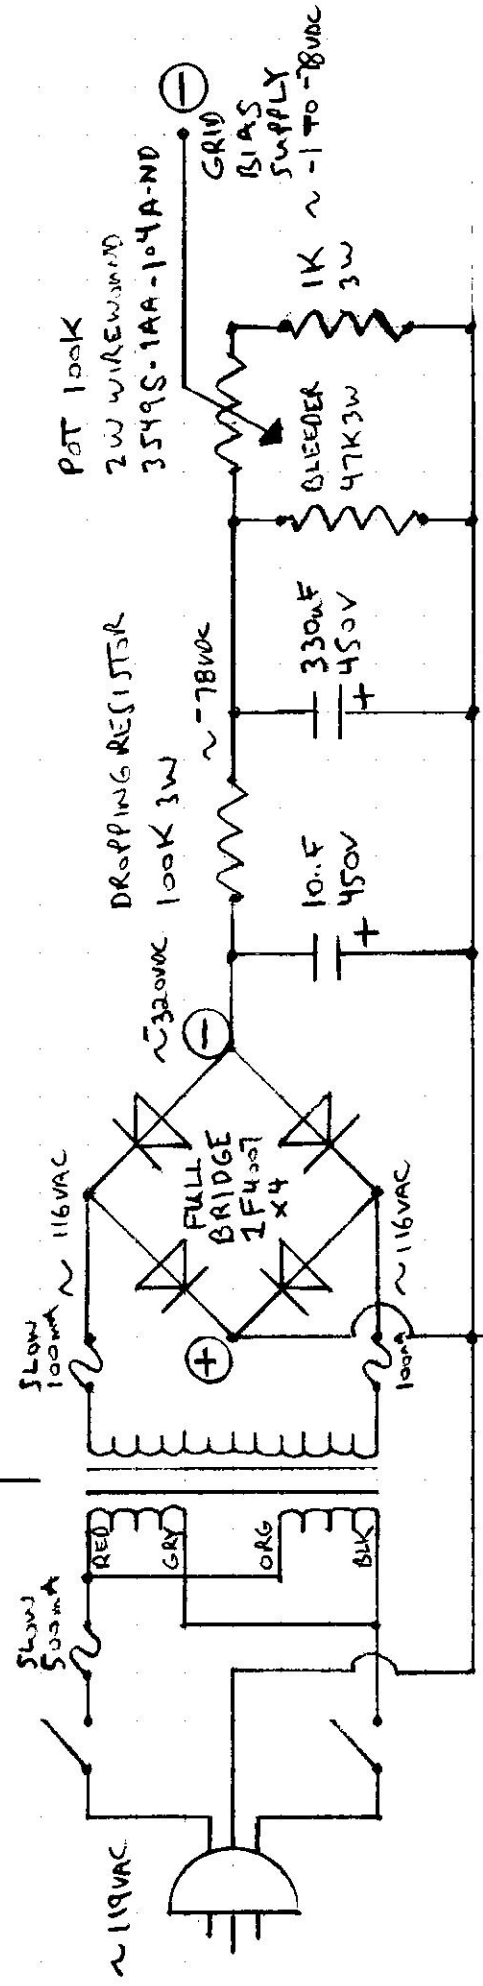 ~119VAC
SLOW
500mA
RED
GRY
ORG
BLK
SLOW
100mA
100mA
~ 116VAC
~ 116VAC
+
FULL
BRIDGE
1F4007
x4
−
~-320VDC
10uF
450V
+
DROPPING RESISTOR
100K 3W
~-78VDC
330uF
450V
+
BLEEDER
47K3W
POT 100K
2W WIREWOUND
3549S-1AA-104A-ND
1K
3W
−
GRID
BIAS
SUPPLY
~ -1 TO -78VDC